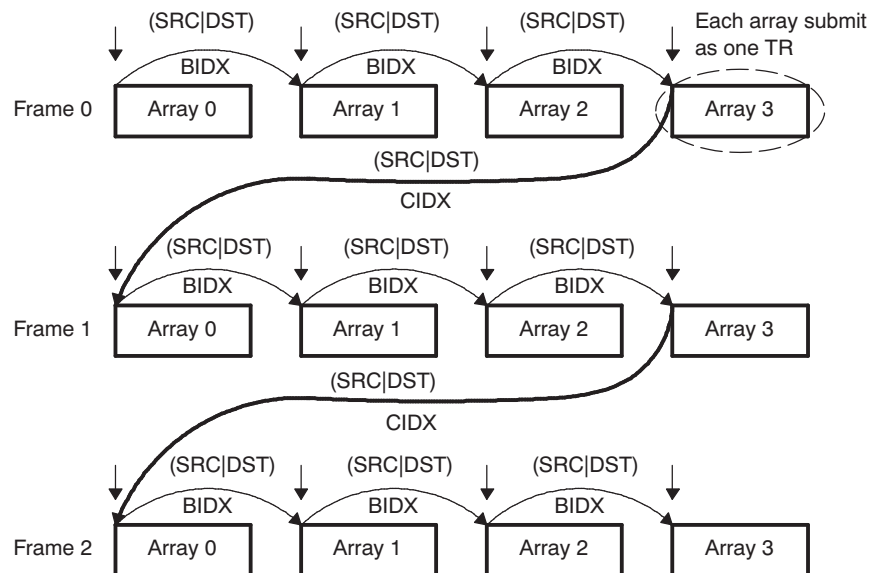 (SRC|DST) (SRC|DST) (SRC|DST) Each array submit
as one TR
BIDX BIDX BIDX
Frame 0 Array 0 Array 1 Array 2 Array 3
(SRC|DST)
CIDX
(SRC|DST) (SRC|DST) (SRC|DST)
BIDX BIDX BIDX
Frame 1 Array 0 Array 1 Array 2 Array 3
(SRC|DST)
CIDX
(SRC|DST) (SRC|DST) (SRC|DST)
BIDX BIDX BIDX
Frame 2 Array 0 Array 1 Array 2 Array 3